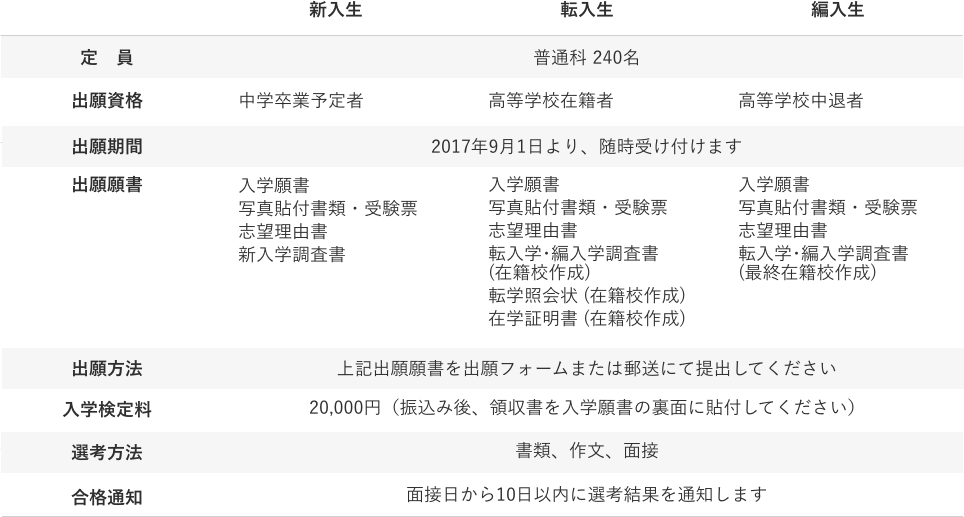 新入生 転入生 編入生
定　員 普通科 240名
出願資格 中学卒業予定者 高等学校在籍者 高等学校中退者
出願期間 2017年9月1日より、随時受け付けます
出願願書 入学願書 入学願書 入学願書
写真貼付書類・受験票 写真貼付書類・受験票 写真貼付書類・受験票
志望理由書 志望理由書 志望理由書
新入学調査書 転入学・編入学調査書 転入学・編入学調査書
(在籍校作成) (最終在籍校作成)
転学照会状 (在籍校作成)
在学証明書 (在籍校作成)
出願方法 上記出願願書を出願フォームまたは郵送にて提出してください
入学検定料 20,000円（振込み後、領収書を入学願書の裏面に貼付してください）
選考方法 書類、作文、面接
合格通知 面接日から10日以内に選考結果を通知します